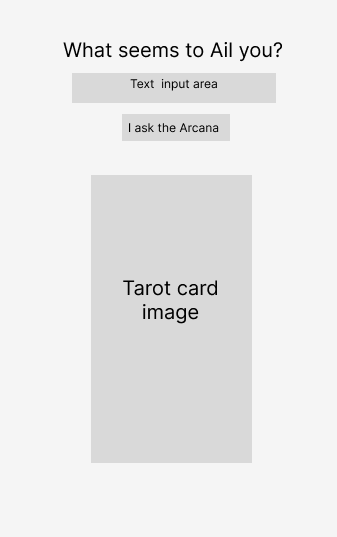 What seems to Ail you?
Text  input area
I ask the Arcana
Tarot card
image